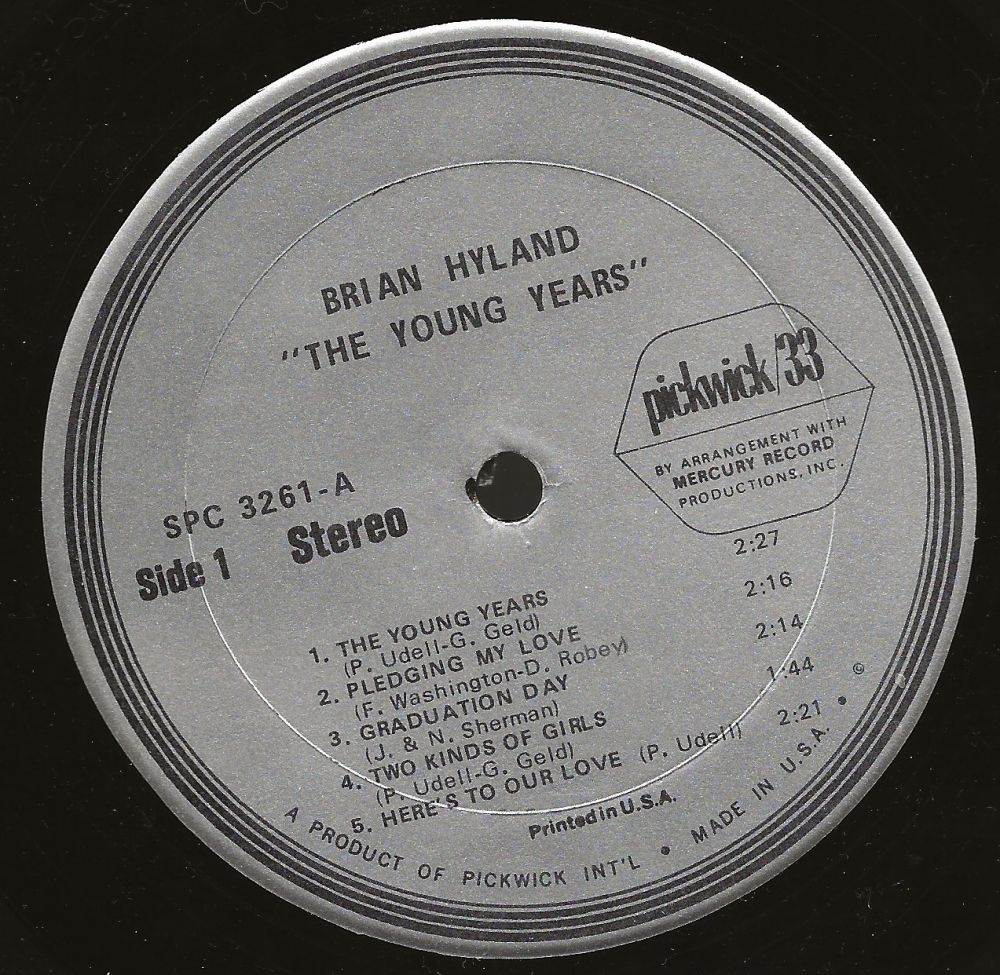 BRIAN HYLAND
"THE YOUNG YEARS"
pickwick/33
BY ARRANGEMENT WITH
MERCURY RECORD
PRODUCTIONS, INC.
SPC 3261-A
Side 1 Stereo
1. THE YOUNG YEARS 2:27
(P. Udell-G. Geld)
2. PLEDGING MY LOVE 2:16
(F. Washington-D. Robey)
3. GRADUATION DAY 2:14
(J. & N. Sherman)
4. TWO KINDS OF GIRLS 1:44
(P. Udell-G. Geld)
5. HERE'S TO OUR LOVE (P. Udell) 2:21
Printed in U.S.A.
A PRODUCT OF PICKWICK INT'L • MADE IN U.S.A. • ©